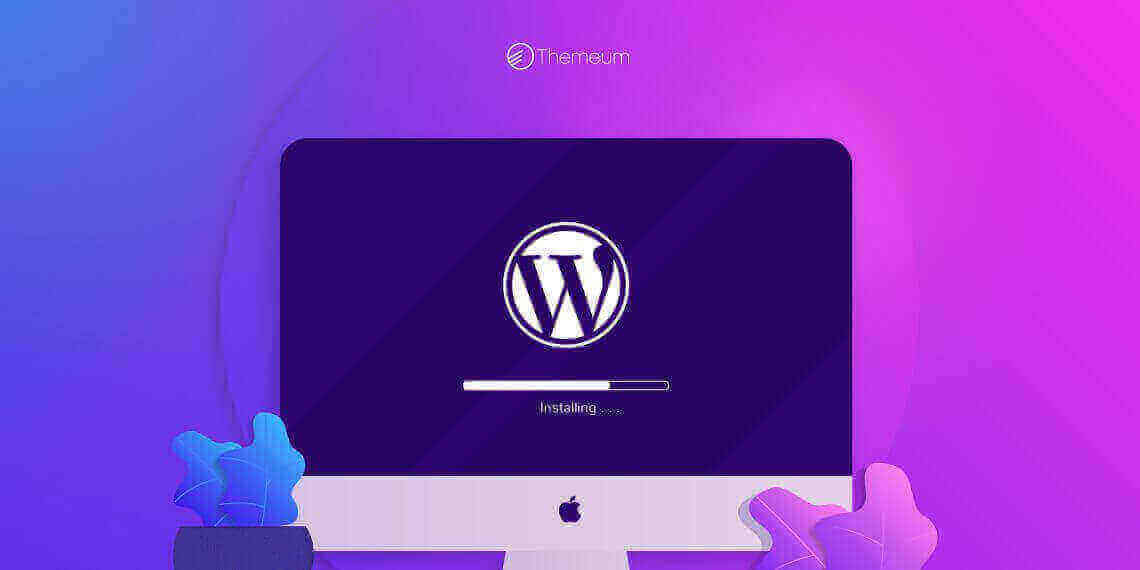 Themeum
Installing . . . .